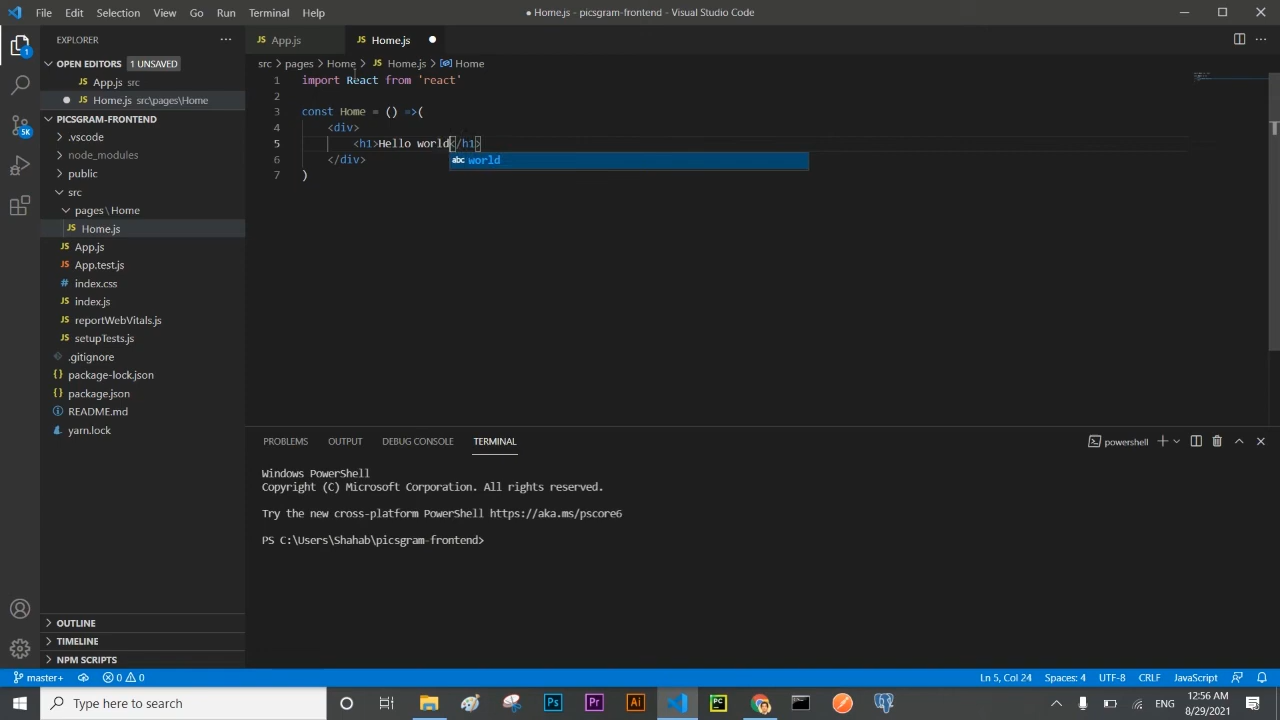 File Edit Selection View Go Run Terminal Help
● Home.js - picsgram-frontend - Visual Studio Code
EXPLORER
OPEN EDITORS 1 UNSAVED
App.js src
Home.js src\pages\Home
PICSGRAM-FRONTEND
.vscode
node_modules
public
src
pages\Home
JS Home.js
JS App.js
JS App.test.js
# index.css
JS index.js
JS reportWebVitals.js
JS setupTests.js
.gitignore
{} package-lock.json
{} package.json
README.md
yarn.lock
OUTLINE
TIMELINE
NPM SCRIPTS
1
5K
JS App.js
JS Home.js
src > pages > Home > JS Home.js > Home
1 import React from 'react'
2
3 const Home = () =>(
4 <div>
5 <h1>Hello world</h1>
abc world
6 </div>
7 )
PROBLEMS OUTPUT DEBUG CONSOLE TERMINAL
powershell
Windows PowerShell
Copyright (C) Microsoft Corporation. All rights reserved.
Try the new cross-platform PowerShell https://aka.ms/pscore6
PS C:\Users\Shahab\picsgram-frontend>
master+ 0 0
Ln 5, Col 24 Spaces: 4 UTF-8 CRLF JavaScript
Type here to search
Ps Pr Ai PC
ENG
12:56 AM
8/29/2021